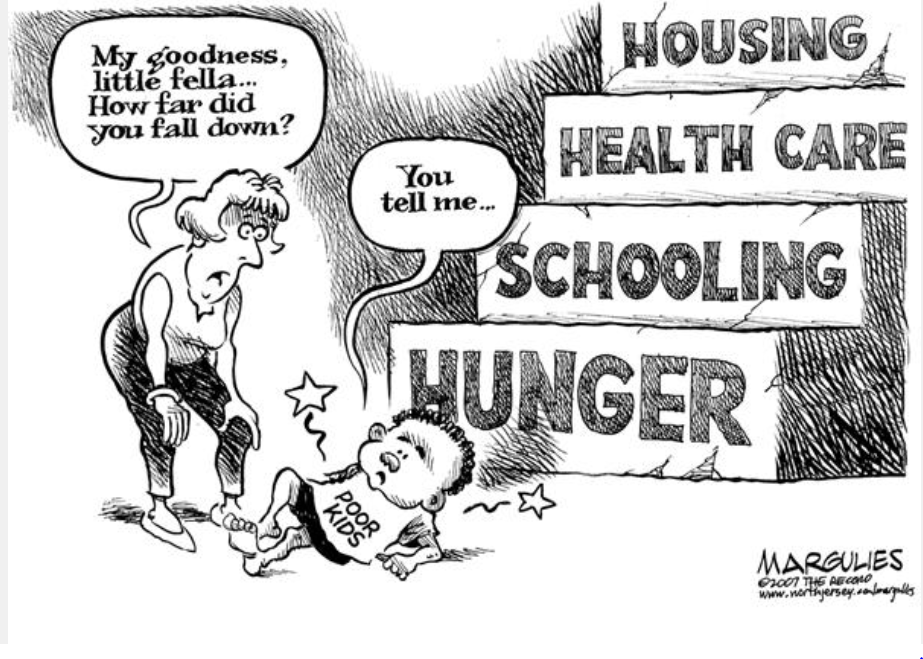 My goodness,
little fella...
How far did
you fall down?
You
tell me...
HOUSING
HEALTH CARE
SCHOOLING
HUNGER
POOR
KIDS
MARGULIES
©2007 THE RECORD
www.northjersey.com/margulies